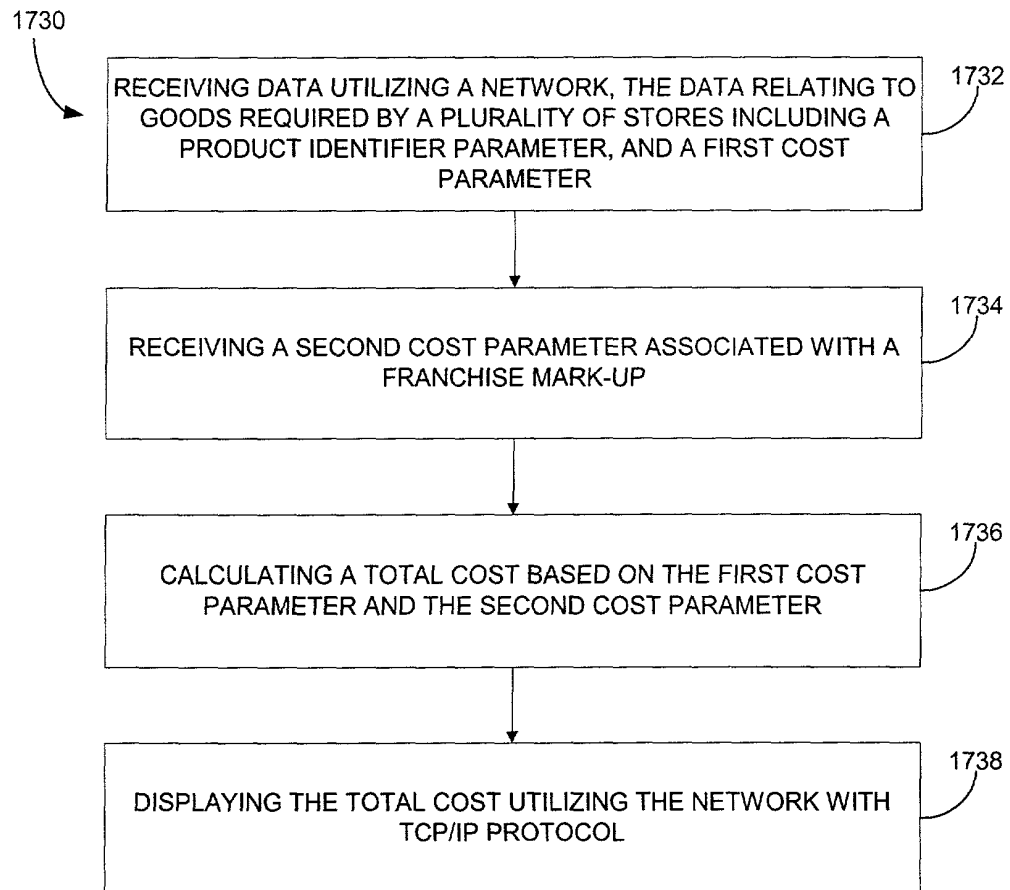 1730
RECEIVING DATA UTILIZING A NETWORK, THE DATA RELATING TO
GOODS REQUIRED BY A PLURALITY OF STORES INCLUDING A
PRODUCT IDENTIFIER PARAMETER, AND A FIRST COST
PARAMETER
1732
RECEIVING A SECOND COST PARAMETER ASSOCIATED WITH A
FRANCHISE MARK-UP
1734
CALCULATING A TOTAL COST BASED ON THE FIRST COST
PARAMETER AND THE SECOND COST PARAMETER
1736
DISPLAYING THE TOTAL COST UTILIZING THE NETWORK WITH
TCP/IP PROTOCOL
1738